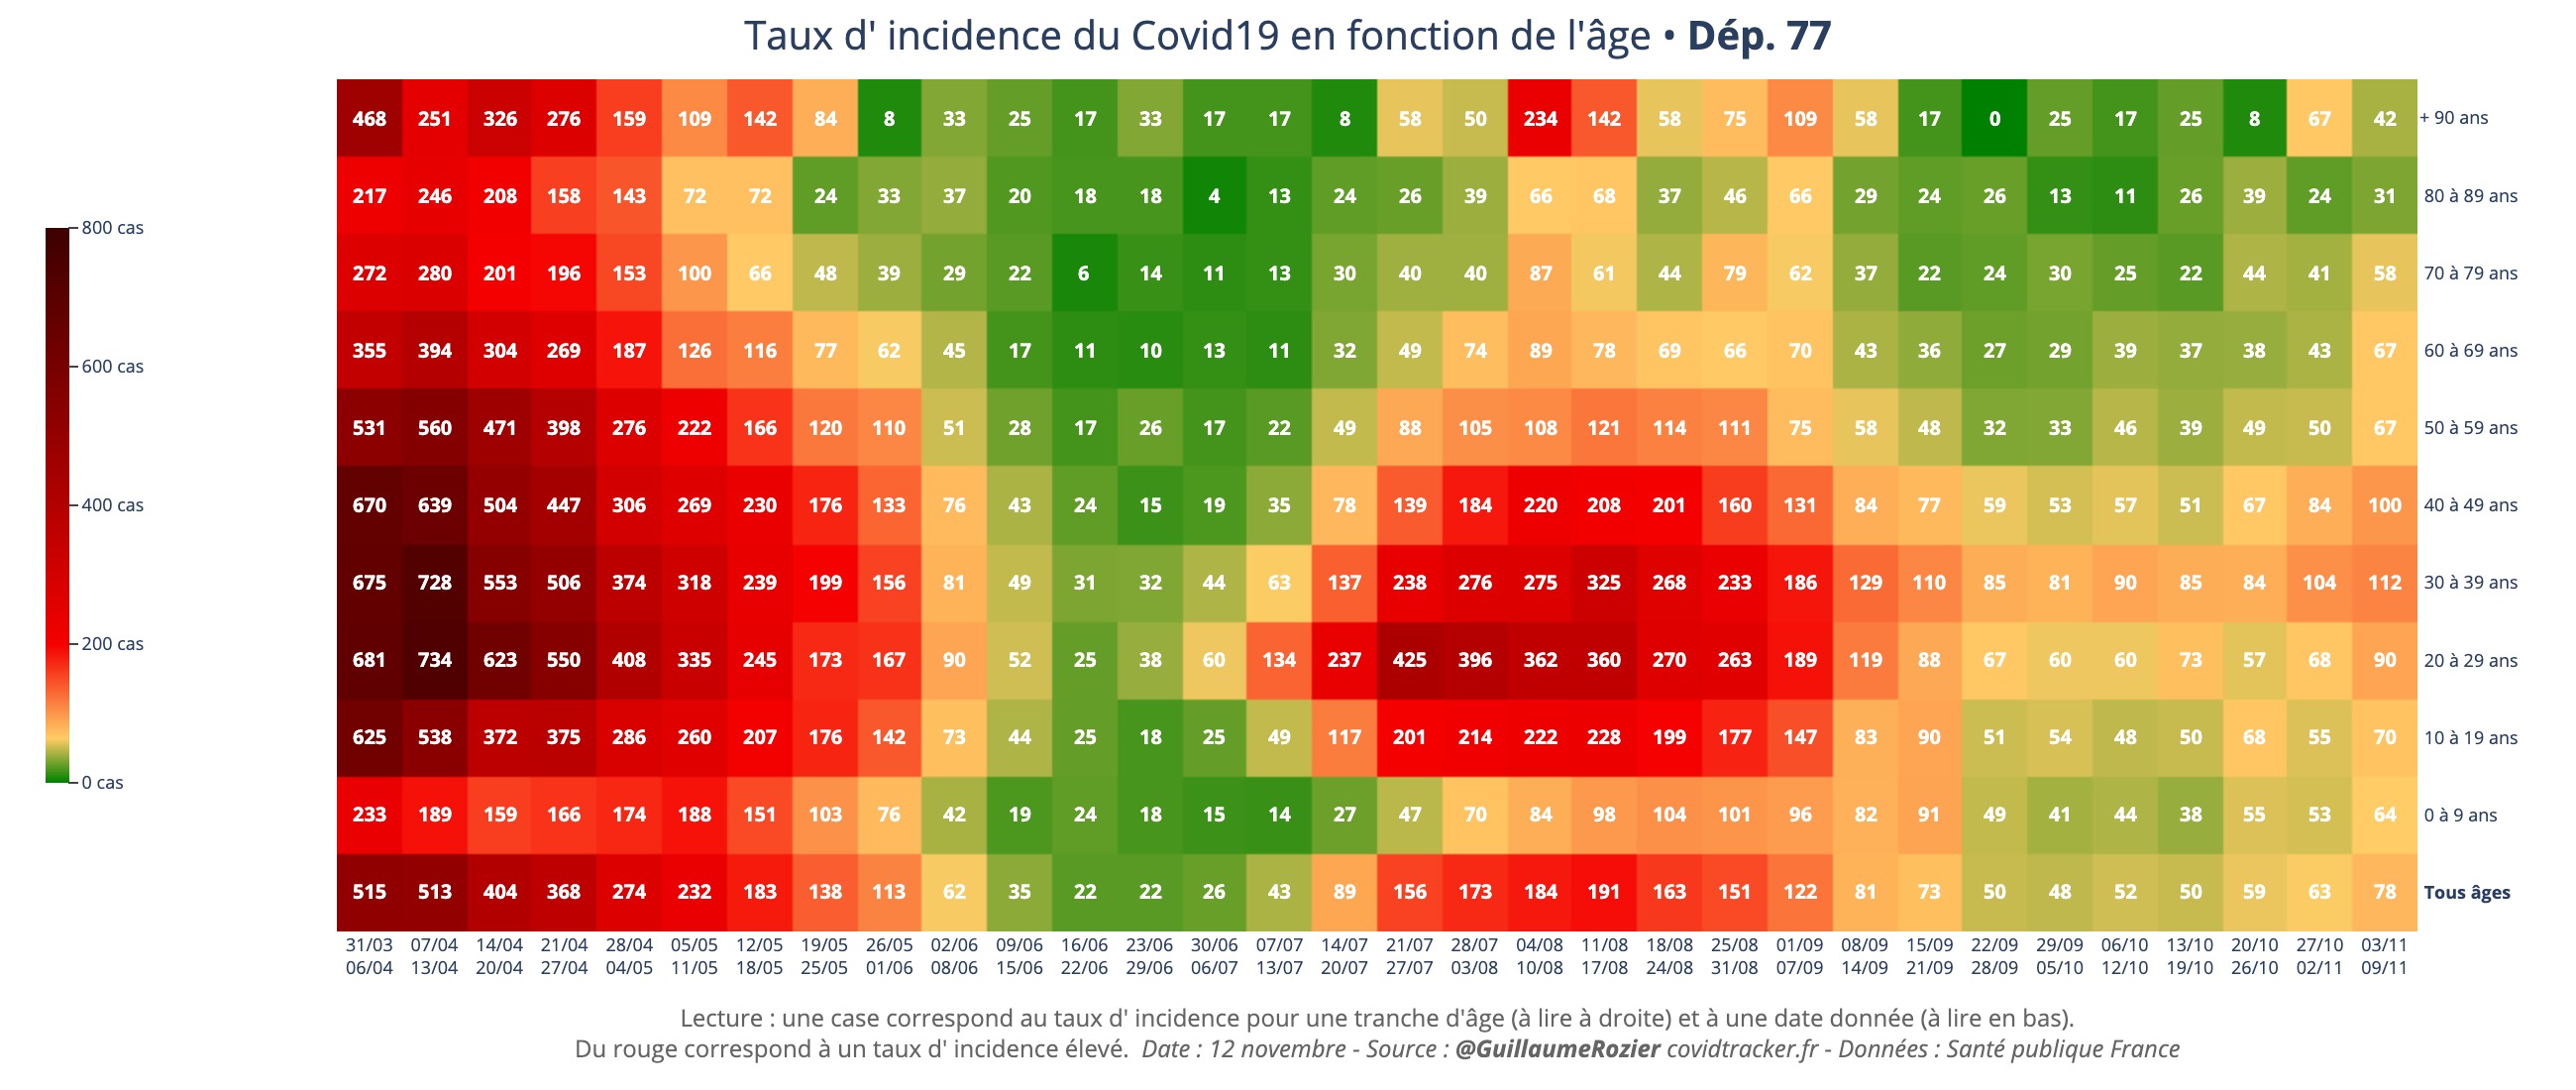 Taux d' incidence du Covid19 en fonction de l'âge • Dép. 77
468 251 326 276 159 109 142 84 8 33 25 17 33 17 17 8 58 50 234 142 58 75 109 58 17 0 25 17 25 8 67 42 + 90 ans
217 246 208 158 143 72 72 24 33 37 20 18 18 4 13 24 26 39 66 68 37 46 66 29 24 26 13 11 26 39 24 31 80 à 89 ans
800 cas
272 280 201 196 153 100 66 48 39 29 22 6 14 11 13 30 40 40 87 61 44 79 62 37 22 24 30 25 22 44 41 58 70 à 79 ans
355 394 304 269 187 126 116 77 62 45 17 11 10 13 11 32 49 74 89 78 69 66 70 43 36 27 29 39 37 38 43 67 60 à 69 ans
600 cas
531 560 471 398 276 222 166 120 110 51 28 17 26 17 22 49 88 105 108 121 114 111 75 58 48 32 33 46 39 49 50 67 50 à 59 ans
400 cas
670 639 504 447 306 269 230 176 133 76 43 24 15 19 35 78 139 184 220 208 201 160 131 84 77 59 53 57 51 67 84 100 40 à 49 ans
675 728 553 506 374 318 239 199 156 81 49 31 32 44 63 137 238 276 275 325 268 233 186 129 110 85 81 90 85 84 104 112 30 à 39 ans
200 cas
681 734 623 550 408 335 245 173 167 90 52 25 38 60 134 237 425 396 362 360 270 263 189 119 88 67 60 60 73 57 68 90 20 à 29 ans
625 538 372 375 286 260 207 176 142 73 44 25 18 25 49 117 201 214 222 228 199 177 147 83 90 51 54 48 50 68 55 70 10 à 19 ans
0 cas
233 189 159 166 174 188 151 103 76 42 19 24 18 15 14 27 47 70 84 98 104 101 96 82 91 49 41 44 38 55 53 64 0 à 9 ans
515 513 404 368 274 232 183 138 113 62 35 22 22 26 43 89 156 173 184 191 163 151 122 81 73 50 48 52 50 59 63 78 Tous âges
31/03 07/04 14/04 21/04 28/04 05/05 12/05 19/05 26/05 02/06 09/06 16/06 23/06 30/06 07/07 14/07 21/07 28/07 04/08 11/08 18/08 25/08 01/09 08/09 15/09 22/09 29/09 06/10 13/10 20/10 27/10 03/11
06/04 13/04 20/04 27/04 04/05 11/05 18/05 25/05 01/06 08/06 15/06 22/06 29/06 06/07 13/07 20/07 27/07 03/08 10/08 17/08 24/08 31/08 07/09 14/09 21/09 28/09 05/10 12/10 19/10 26/10 02/11 09/11
Lecture : une case correspond au taux d' incidence pour une tranche d'âge (à lire à droite) et à une date donnée (à lire en bas).
Du rouge correspond à un taux d' incidence élevé. Date : 12 novembre - Source : @GuillaumeRozier covidtracker.fr - Données : Santé publique France